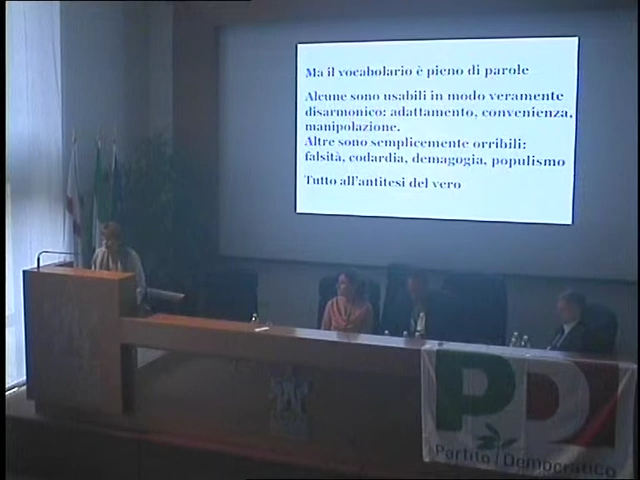 Ma il vocabolario è pieno di parole
Alcune sono usabili in modo veramente
disarmonico: adattamento, convenienza,
manipolazione.
Altre sono semplicemente orribili:
falsità, codardia, demagogia, populismo
Tutto all'antitesi del vero
PD
Partito Democratico